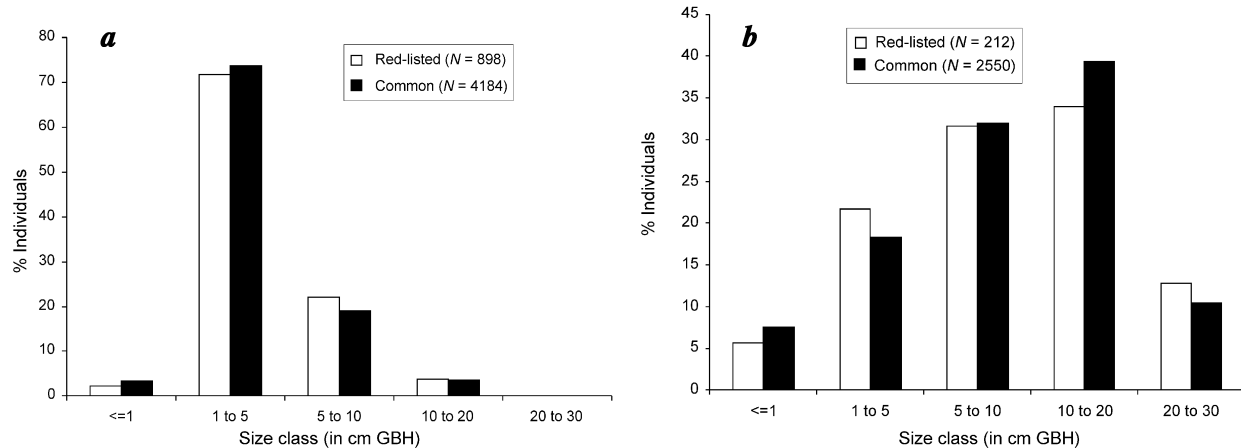 a
Red-listed (N = 898)
Common (N = 4184)
% Individuals
80
70
60
50
40
30
20
10
0
<=1
1 to 5
5 to 10
10 to 20
20 to 30
Size class (in cm GBH)
b
Red-listed (N = 212)
Common (N = 2550)
% Individuals
45
40
35
30
25
20
15
10
5
0
<=1
1 to 5
5 to 10
10 to 20
20 to 30
Size class (in cm GBH)